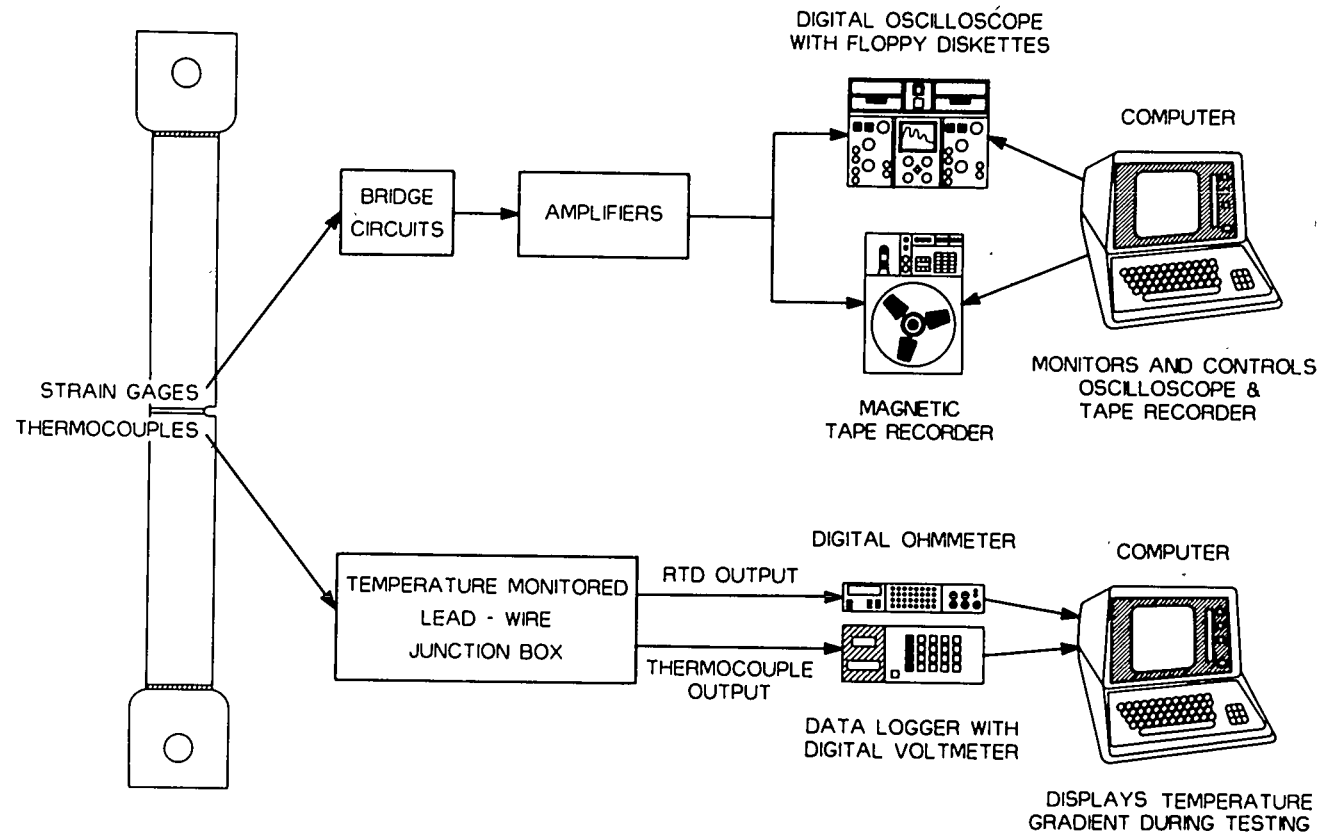 DIGITAL OSCILLOSCOPE
WITH FLOPPY DISKETTES
COMPUTER
BRIDGE
CIRCUITS
AMPLIFIERS
STRAIN GAGES
THERMOCOUPLES
MAGNETIC
TAPE RECORDER
MONITORS AND CONTROLS
OSCILLOSCOPE &
TAPE RECORDER
TEMPERATURE MONITORED
LEAD - WIRE
JUNCTION BOX
RTD OUTPUT
THERMOCOUPLE
OUTPUT
DIGITAL OHMMETER
DATA LOGGER WITH
DIGITAL VOLTMETER
COMPUTER
DISPLAYS TEMPERATURE
GRADIENT DURING TESTING